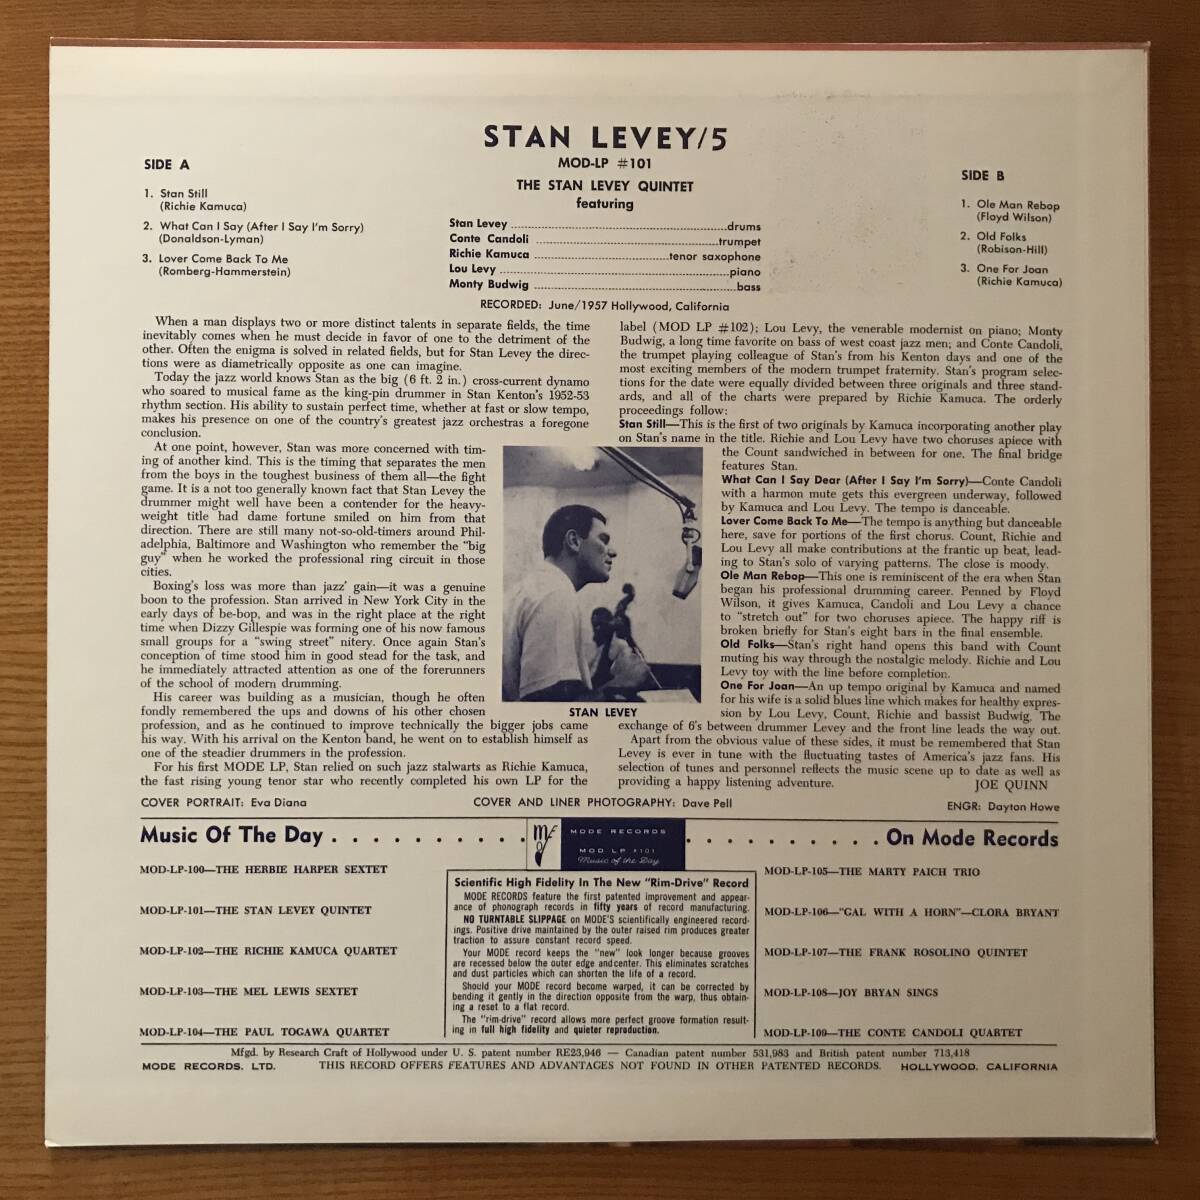 STAN LEVEY/5
MOD-LP #101
THE STAN LEVEY QUINTET
featuring
Stan Levey ..........drums
Conte Candoli ..........trumpet
Richie Kamuca ..........tenor saxophone
Lou Levy ..........piano
Monty Budwig ..........bass
RECORDED: June/1957 Hollywood, California
SIDE A
1. Stan Still
(Richie Kamuca)
2. What Can I Say (After I Say I'm Sorry)
(Donaldson-Lyman)
3. Lover Come Back To Me
(Romberg-Hammerstein)
SIDE B
1. Ole Man Rebop
(Floyd Wilson)
2. Old Folks
(Robison-Hill)
3. One For Joan
(Richie Kamuca)
When a man displays two or more distinct talents in separate fields, the time
inevitably comes when he must decide in favor of one to the detriment of the
other. Often the enigma is solved in related fields, but for Stan Levey the direc-
tions were as diametrically opposite as one can imagine.
Today the jazz world knows Stan as the big (6 ft. 2 in.) cross-current dynamo
who soared to musical fame as the king-pin drummer in Stan Kenton's 1952-53
rhythm section. His ability to sustain perfect time, whether at fast or slow tempo,
makes his presence on one of the country's greatest jazz orchestras a foregone
conclusion.
At one point, however, Stan was more concerned with tim-
ing of another kind. This is the timing that separates the men
from the boys in the toughest business of them all—the fight
game. It is a not too generally known fact that Stan Levey the
drummer might well have been a contender for the heavy-
weight title had dame fortune smiled on him from that
direction. There are still many not-so-old-timers around Phil-
adelphia, Baltimore and Washington who remember the "big
guy" when he worked the professional ring circuit in those
cities.
Boxing's loss was more than jazz' gain—it was a genuine
boon to the profession. Stan arrived in New York City in the
early days of be-bop, and was in the right place at the right
time when Dizzy Gillespie was forming one of his now famous
small groups for a "swing street" nitery. Once again Stan's
conception of time stood him in good stead for the task, and
he immediately attracted attention as one of the forerunners
of the school of modern drumming.
His career was building as a musician, though he often
fondly remembered the ups and downs of his other chosen
profession, and as he continued to improve technically the bigger jobs came
his way. With his arrival on the Kenton band, he went on to establish himself as
one of the steadier drummers in the profession.
For his first MODE LP, Stan relied on such jazz stalwarts as Richie Kamuca,
the fast rising young tenor star who recently completed his own LP for the
label (MOD LP #102); Lou Levy, the venerable modernist on piano; Monty
Budwig, a long time favorite on bass of west coast jazz men; and Conte Candoli,
the trumpet playing colleague of Stan's from his Kenton days and one of the
most exciting members of the modern trumpet fraternity. Stan's program selec-
tions for the date were equally divided between three originals and three stand-
ards, and all of the charts were prepared by Richie Kamuca. The orderly
proceedings follow:
Stan Still—This is the first of two originals by Kamuca incorporating another play
on Stan's name in the title. Richie and Lou Levy have two choruses apiece with
the Count sandwiched in between for one. The final bridge
features Stan.
What Can I Say Dear (After I Say I'm Sorry)—Conte Candoli
with a harmon mute gets this evergreen underway, followed
by Kamuca and Lou Levy. The tempo is danceable.
Lover Come Back To Me—The tempo is anything but danceable
here, save for portions of the first chorus. Count, Richie and
Lou Levy all make contributions at the frantic up beat, lead-
ing to Stan's solo of varying patterns. The close is moody.
Ole Man Rebop—This one is reminiscent of the era when Stan
began his professional drumming career. Penned by Floyd
Wilson, it gives Kamuca, Candoli and Lou Levy a chance
to "stretch out" for two choruses apiece. The happy riff is
broken briefly for Stan's eight bars in the final ensemble.
Old Folks—Stan's right hand opens this band with Count
muting his way through the nostalgic melody. Richie and Lou
Levy toy with the line before completion.
One For Joan—An up tempo original by Kamuca and named
for his wife is a solid blues line which makes for healthy expres-
sion by Lou Levy, Count, Richie and bassist Budwig. The
exchange of 6's between drummer Levey and the front line leads the way out.
Apart from the obvious value of these sides, it must be remembered that Stan
Levey is ever in tune with the fluctuating tastes of America's jazz fans. His
selection of tunes and personnel reflects the music scene up to date as well as
providing a happy listening adventure. JOE QUINN
STAN LEVEY
COVER PORTRAIT: Eva Diana
COVER AND LINER PHOTOGRAPHY: Dave Pell
ENGR: Dayton Howe
Music Of The Day . . . . . . . . . .
. . . . . . . . . . On Mode Records
MODE RECORDS
MOD LP #101
Music of the Day
MOD-LP-100—THE HERBIE HARPER SEXTET
MOD-LP-101—THE STAN LEVEY QUINTET
MOD-LP-102—THE RICHIE KAMUCA QUARTET
MOD-LP-103—THE MEL LEWIS SEXTET
MOD-LP-104—THE PAUL TOGAWA QUARTET
Scientific High Fidelity In The New "Rim-Drive" Record
MODE RECORDS feature the first patented improvement and appear-
ance of phonograph records in fifty years of record manufacturing.
NO TURNTABLE SLIPPAGE on MODE'S scientifically engineered record-
ings. Positive drive maintained by the outer raised rim produces greater
traction to assure constant record speed.
Your MODE record keeps the "new" look longer because grooves
are recessed below the outer edge and center. This eliminates scratches
and dust particles which can shorten the life of a record.
Should your MODE record become warped, it can be corrected by
bending it gently in the direction opposite from the warp, thus obtain-
ing a reset to a flat record.
The "rim-drive" record allows more perfect groove formation result-
ing in full high fidelity and quieter reproduction.
MOD-LP-105—THE MARTY PAICH TRIO
MOD-LP-106—"GAL WITH A HORN"—CLORA BRYANT
MOD-LP-107—THE FRANK ROSOLINO QUINTET
MOD-LP-108—JOY BRYAN SINGS
MOD-LP-109—THE CONTE CANDOLI QUARTET
Mfgd. by Research Craft of Hollywood under U. S. patent number RE23,946 — Canadian patent number 531,983 and British patent number 713,418
MODE RECORDS, LTD. THIS RECORD OFFERS FEATURES AND ADVANTAGES NOT FOUND IN OTHER PATENTED RECORDS. HOLLYWOOD, CALIFORNIA